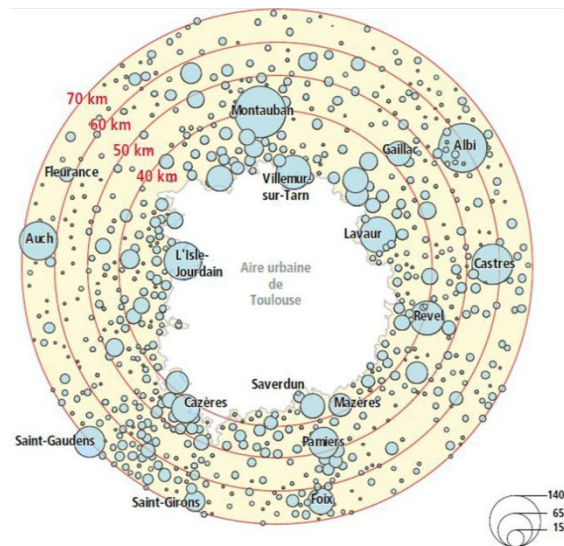 70 km
60 km
50 km
40 km
Montauban
Gaillac
Albi
Fleurance
Villemur-
sur-Tarn
Auch
Lavaur
L'Isle-
Jourdain
Aire urbaine
de
Toulouse
Castres
Revel
Saverdun
Cazères
Mazères
Saint-Gaudens
Pamiers
Saint-Girons
Foix
140
65
15